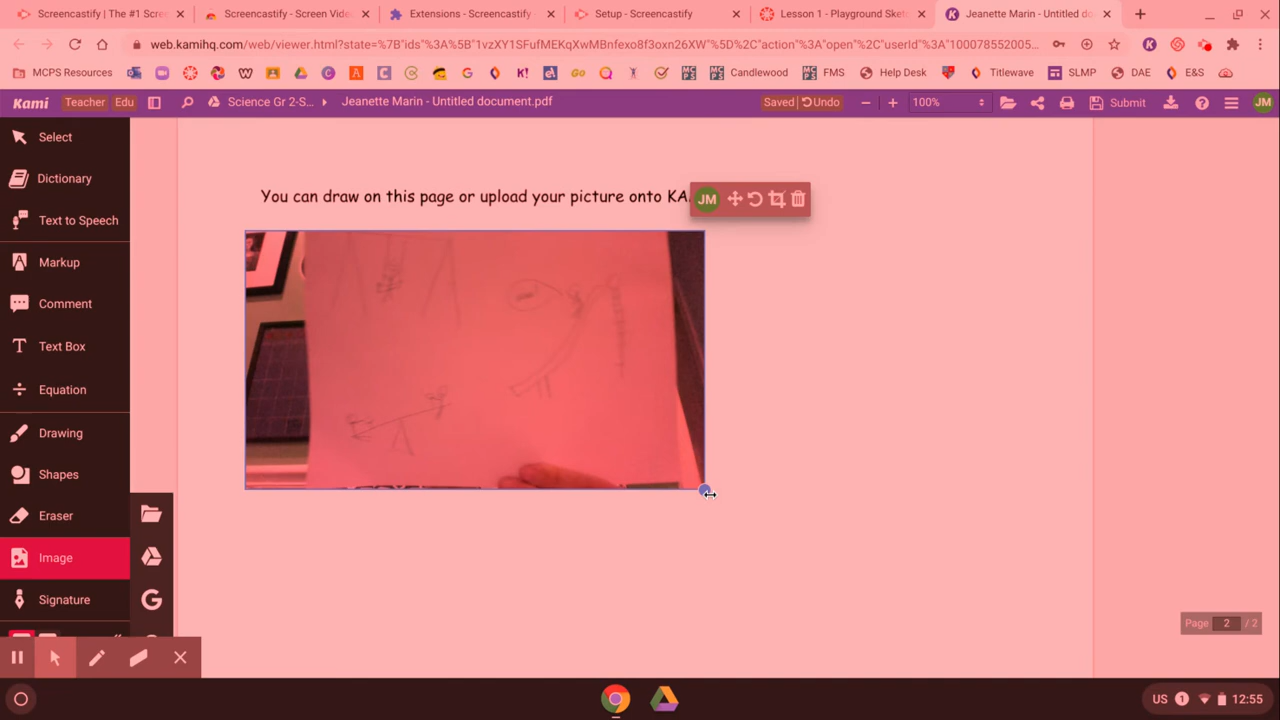 Screencastify | The #1 Scree
Screencastify - Screen Vide
Extensions - Screencastify
Setup - Screencastify
Lesson 1 - Playground Sket
Jeanette Marin - Untitled do
web.kamihq.com/web/viewer.html?state=%7B"ids"%3A%5B"1vzXY1SFufMEKqXwMBnfexo8f3oxn26XW"%5D%2C"action"%3A"open"%2C"userId"%3A"100078552005...
MCPS Resources
Candlewood
FMS
Help Desk
Titlewave
SLMP
DAE
E&S
Kami
Teacher
Edu
Science Gr 2-S...
Jeanette Marin - Untitled document.pdf
Saved
Undo
100%
Submit
JM
Select
Dictionary
Text to Speech
Markup
Comment
Text Box
Equation
Drawing
Shapes
Eraser
Image
Signature
You can draw on this page or upload your picture onto KA
JM
Page 2 / 2
US 1 12:55